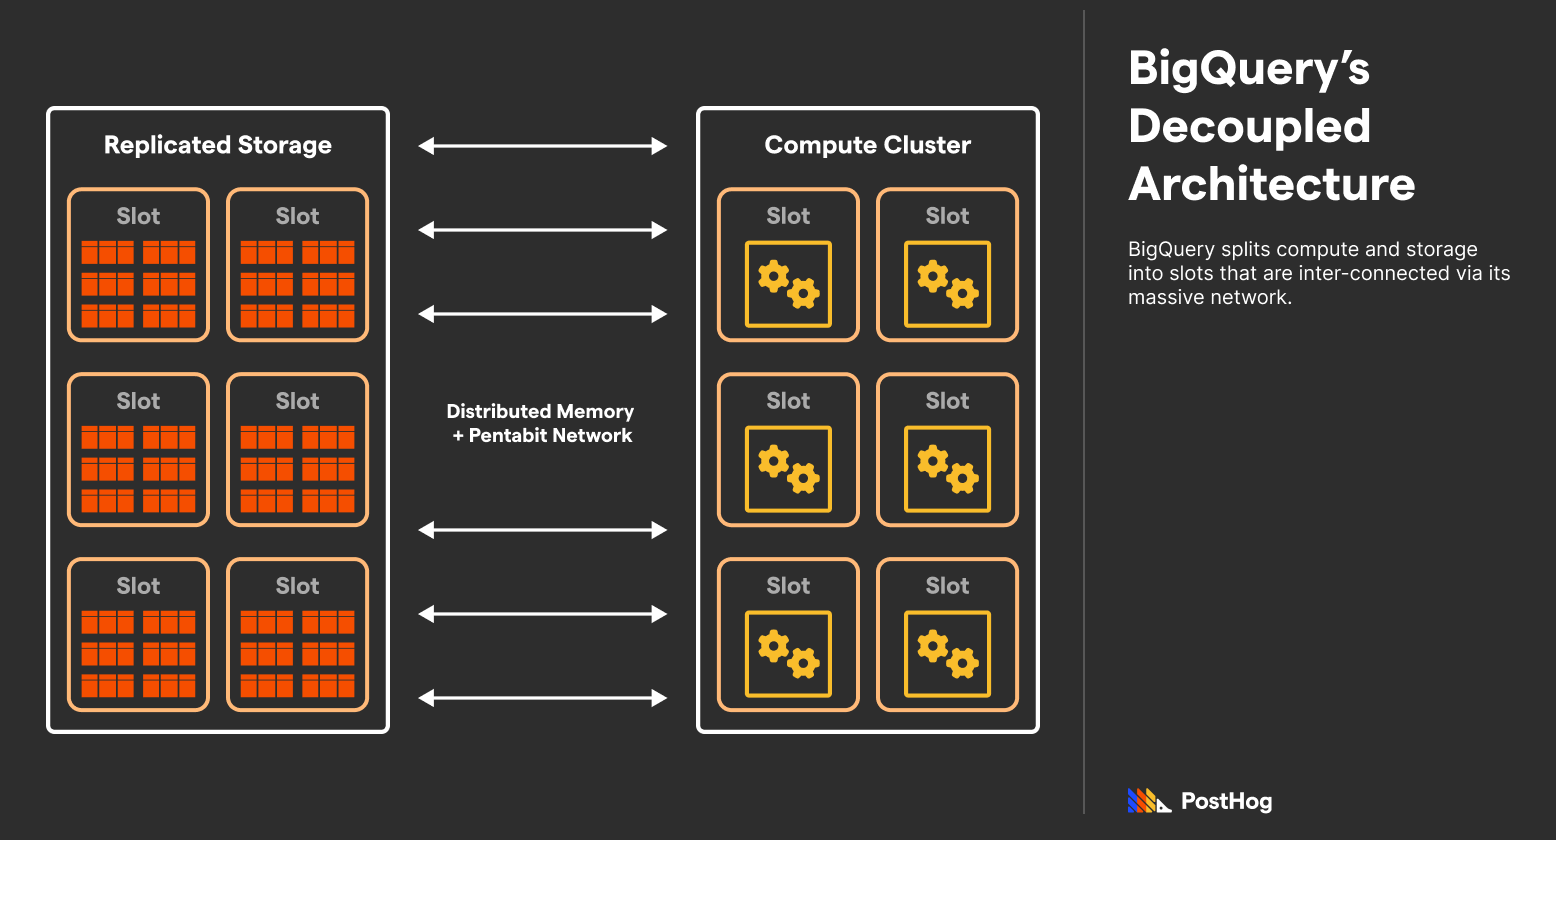 Replicated Storage
Slot
Slot
Slot
Slot
Slot
Slot
Distributed Memory
+ Pentabit Network
Compute Cluster
Slot
Slot
Slot
Slot
Slot
Slot
BigQuery’s
Decoupled
Architecture
BigQuery splits compute and storage
into slots that are inter-connected via its
massive network.
PostHog